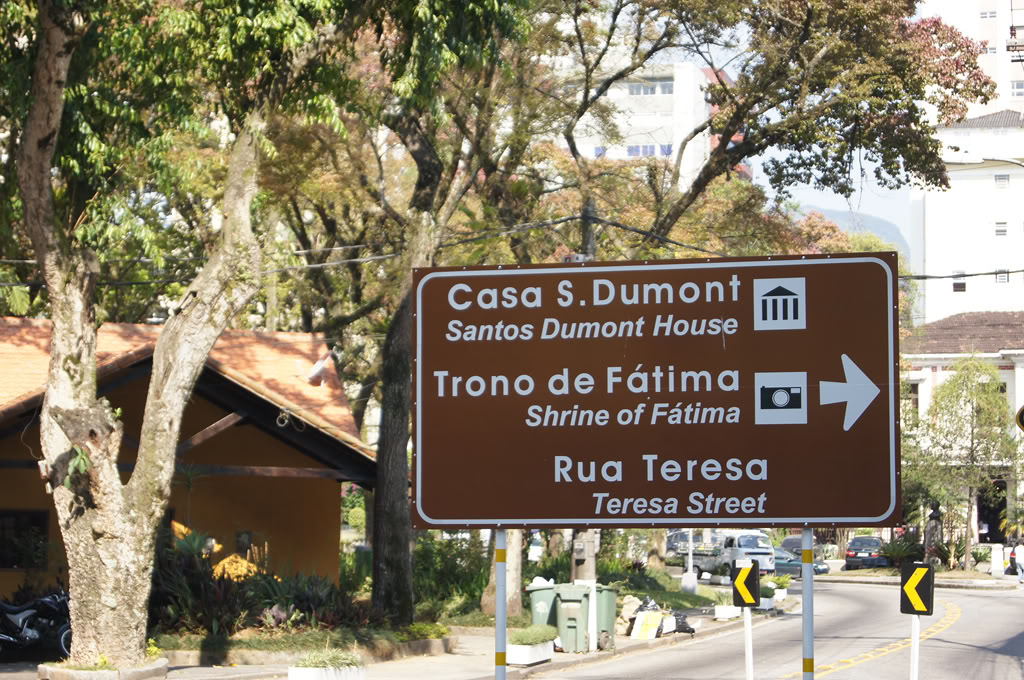 Casa S. Dumont
Santos Dumont House
Trono de Fátima
Shrine of Fátima
Rua Teresa
Teresa Street